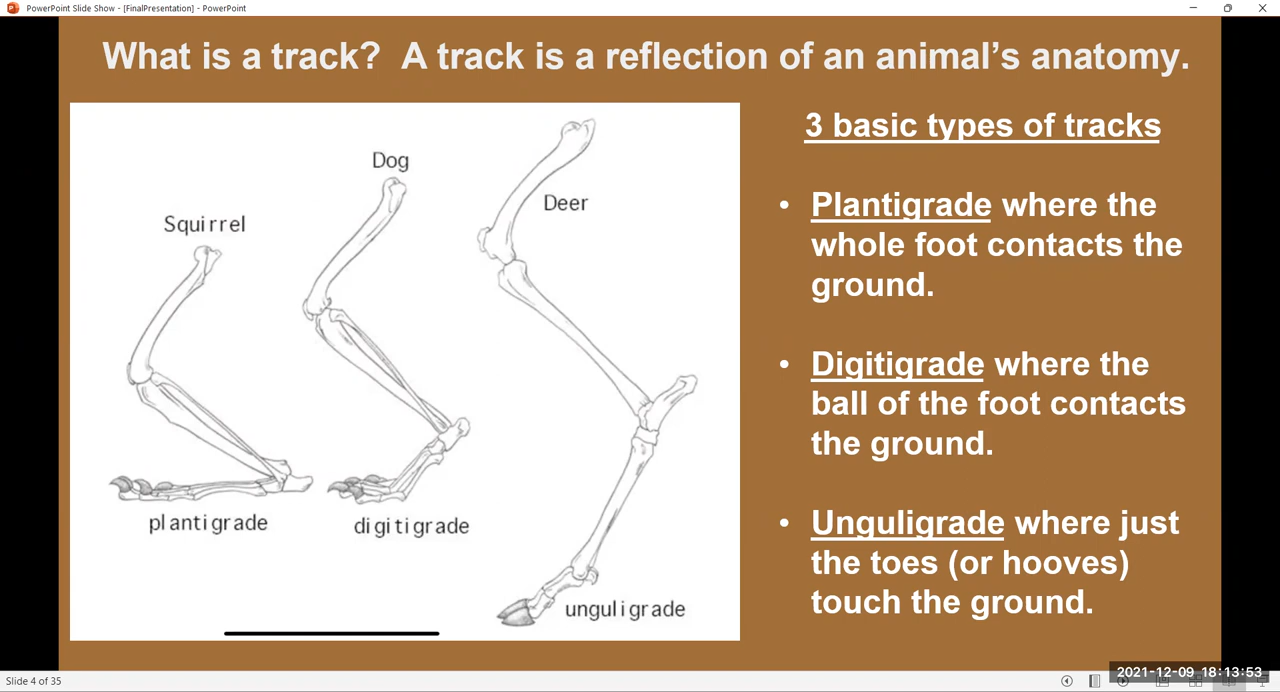 PowerPoint Slide Show - [FinalPresentation] - PowerPoint
What is a track? A track is a reflection of an animal’s anatomy.
Squirrel
Dog
Deer
plantigrade
digitigrade
unguligrade
3 basic types of tracks
• Plantigrade where the
whole foot contacts the
ground.
• Digitigrade where the
ball of the foot contacts
the ground.
• Unguligrade where just
the toes (or hooves)
touch the ground.
Slide 4 of 35
2021-12-09 18:13:53